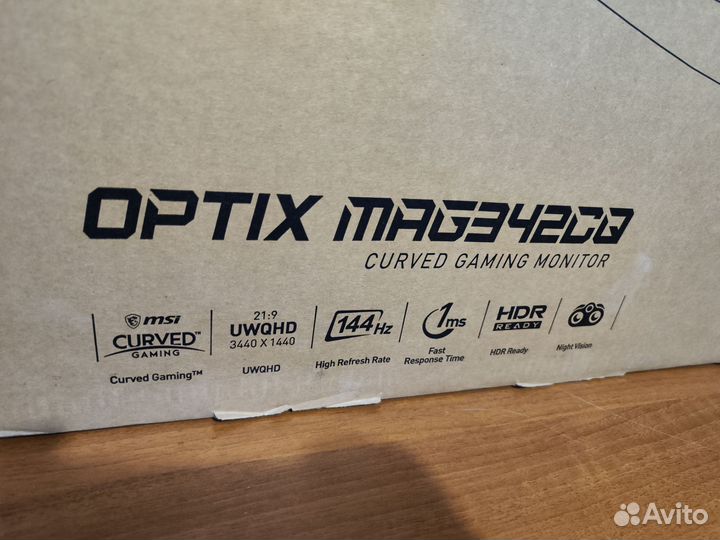 OPTIX MAG342CQ
CURVED GAMING MONITOR
msi
CURVED™
GAMING
Curved Gaming™
21:9
UWQHD
3440 X 1440
UWQHD
144Hz
High Refresh Rate
1ms
Fast
Response Time
HDR
READY
HDR Ready
Night Vision
Avito